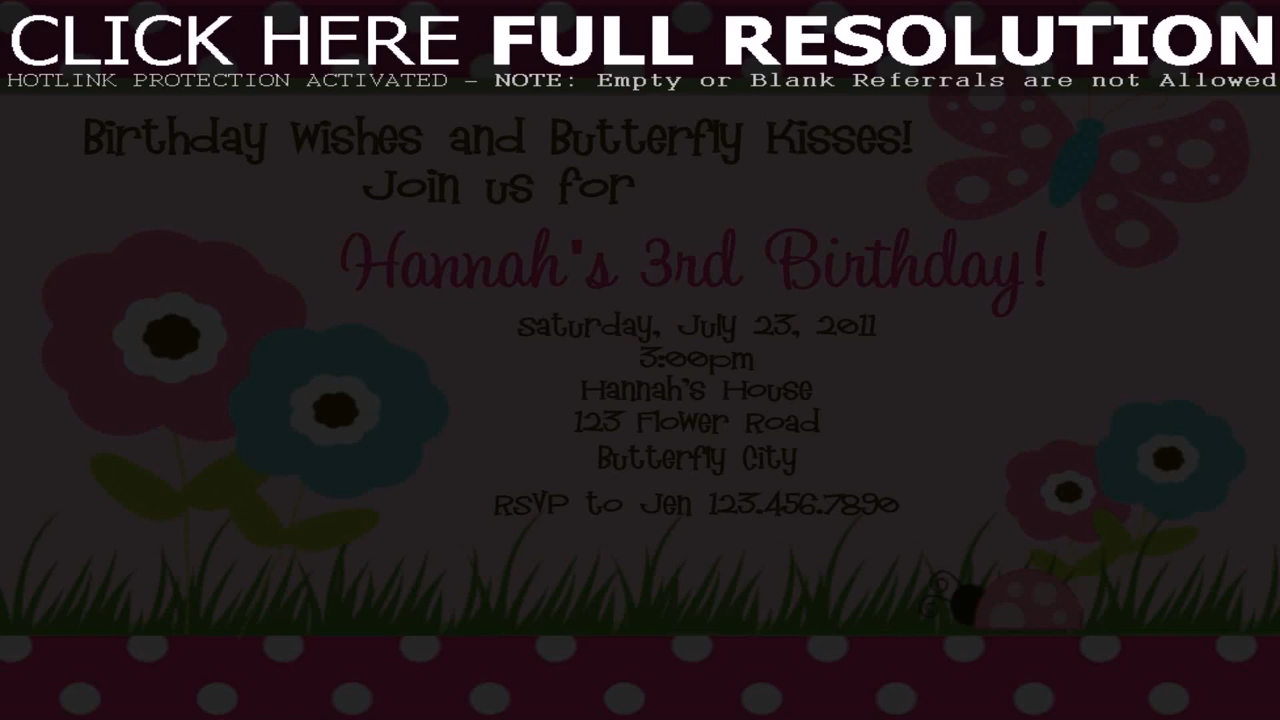 CLICK HERE FULL RESOLUTION
HOTLINK PROTECTION ACTIVATED - NOTE: Empty or Blank Referrals are not Allowed
Birthday Wishes and Butterfly Kisses!
Join us for
Hannah's 3rd Birthday!
Saturday, July 23, 2011
3:00pm
Hannah's House
123 Flower Road
Butterfly City
RSVP to Jen 123.456.7890